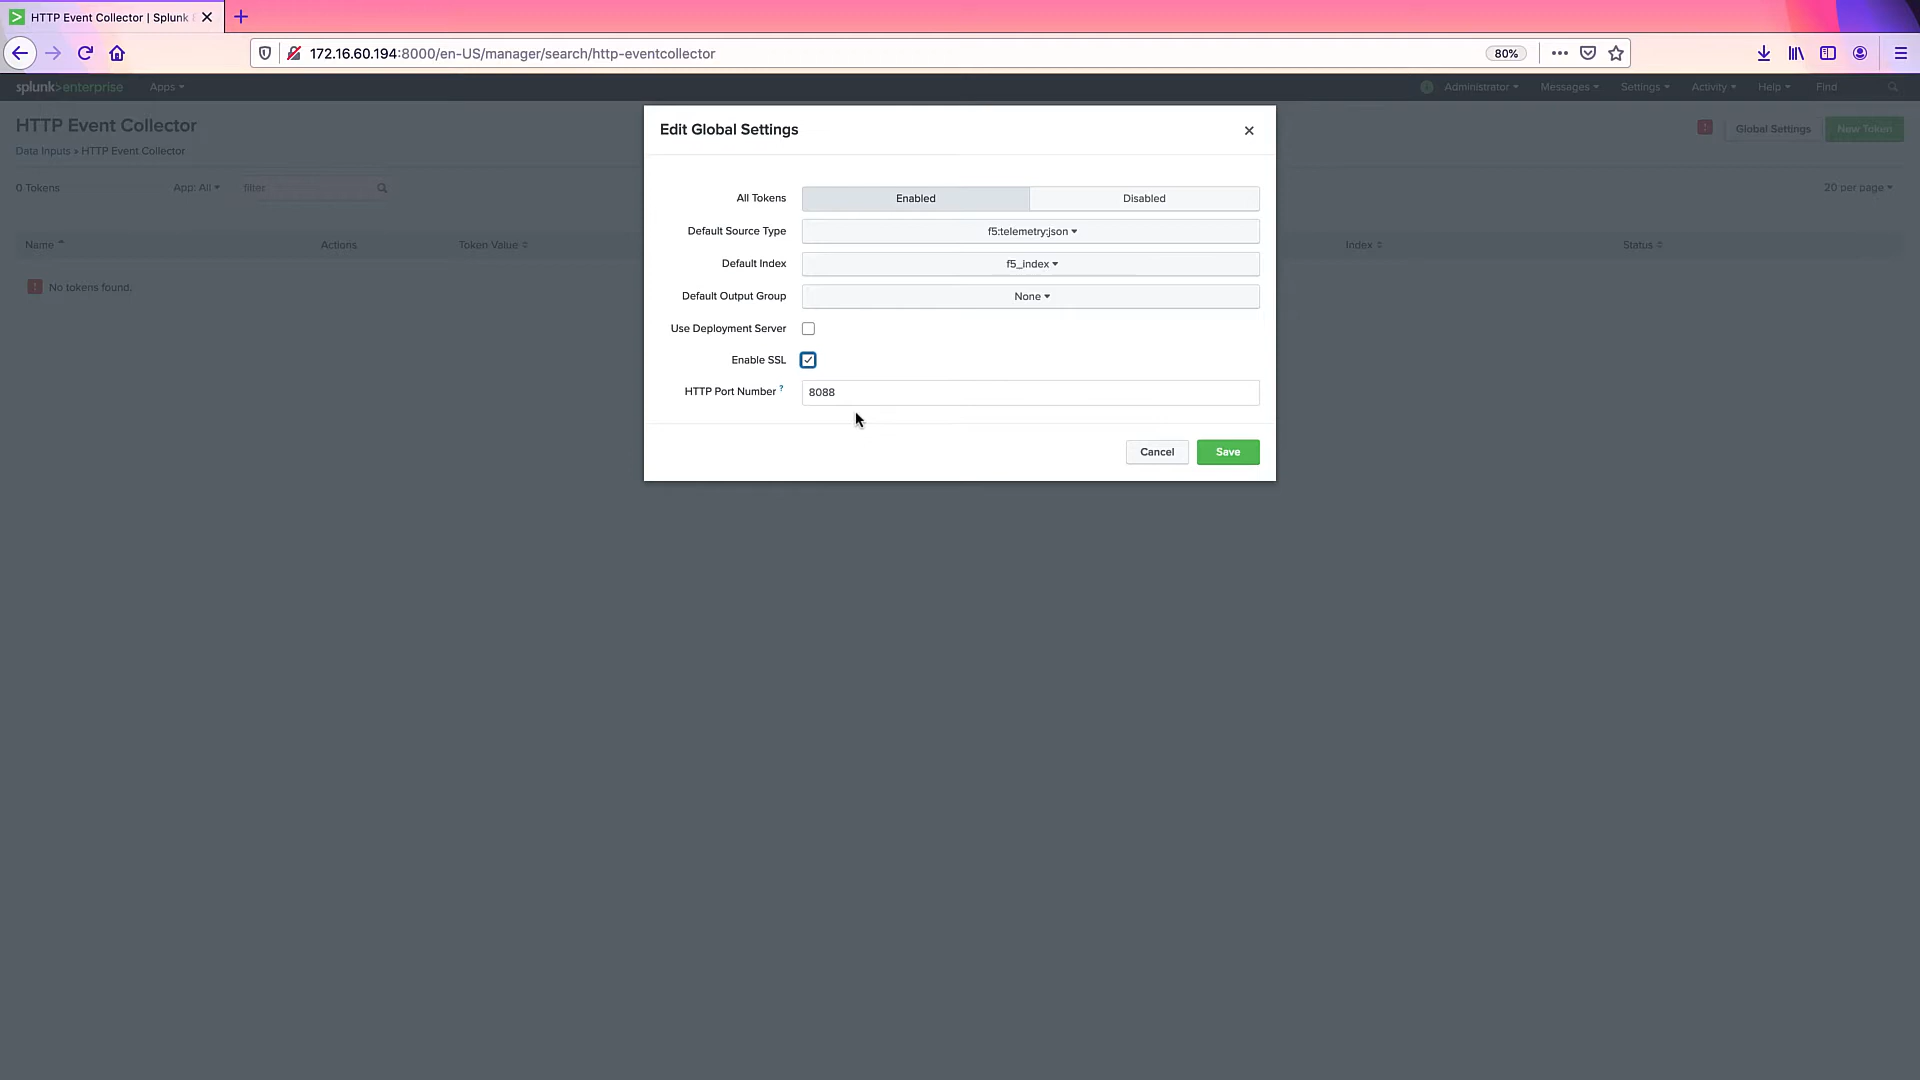 HTTP Event Collector | Splunk
172.16.60.194:8000/en-US/manager/search/http-eventcollector
80%
splunk>enterprise Apps
Administrator Messages Settings Activity Help Find
HTTP Event Collector
Data Inputs » HTTP Event Collector
Global Settings New Token
0 Tokens App: All filter 20 per page
Name Actions Token Value Index Status
No tokens found.
Edit Global Settings
All Tokens Enabled Disabled
Default Source Type f5:telemetry:json
Default Index f5_index
Default Output Group None
Use Deployment Server
Enable SSL
HTTP Port Number ? 8088
Cancel Save